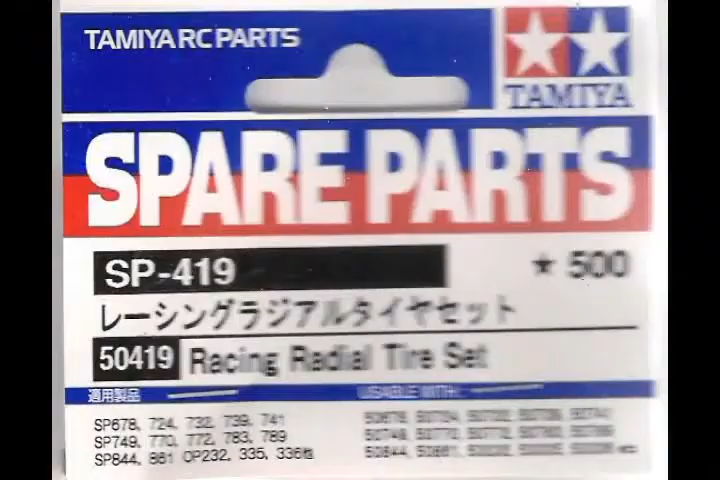 TAMIYA RC PARTS
TAMIYA
SPARE PARTS
SP-419
★ 500
レーシングラジアルタイヤセット
50419 Racing Radial Tire Set
適用製品
USABLE WITH:
SP678, 724, 732, 739, 741
SP749, 770, 772, 783, 789
SP844, 861 OP232, 335, 336他